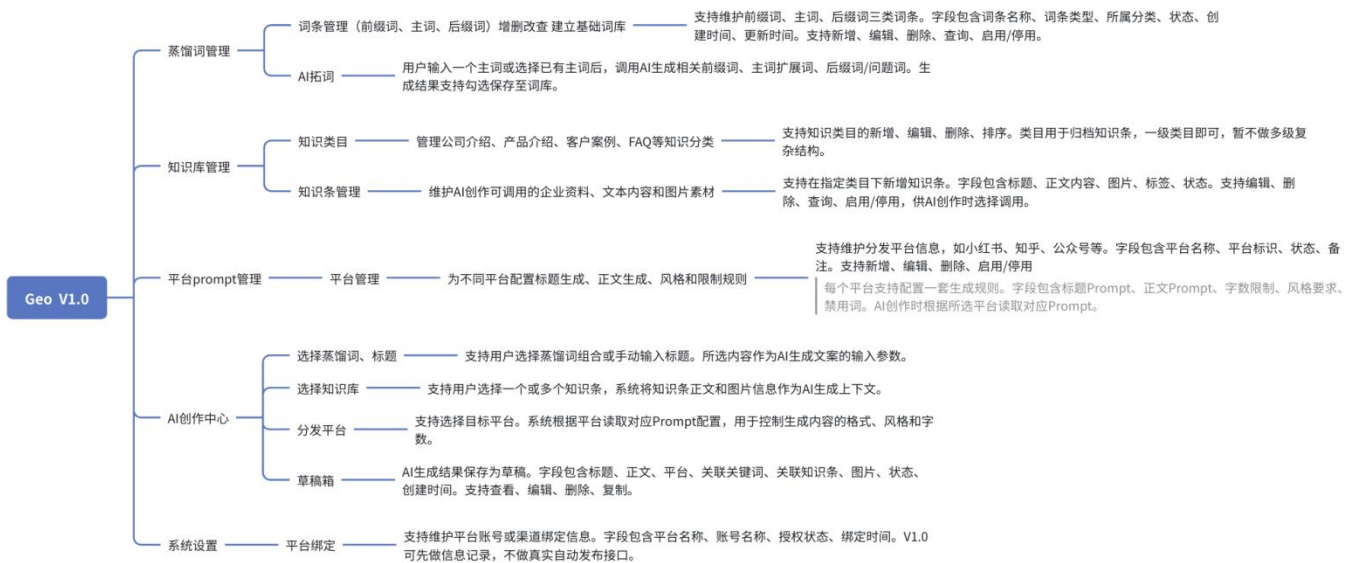 Geo V1.0
蒸馏词管理
词条管理（前缀词、主词、后缀词）增删改查 建立基础词库
支持维护前缀词、主词、后缀词三类词条。字段包含词条名称、词条类型、所属分类、状态、创
建时间、更新时间。支持新增、编辑、删除、查询、启用/停用。
AI拓词
用户输入一个主词或选择已有主词后，调用AI生成相关前缀词、主词扩展词、后缀词/问题词。生
成结果支持勾选保存至词库。
知识库管理
知识类目
管理公司介绍、产品介绍、客户案例、FAQ等知识分类
支持知识类目的新增、编辑、删除、排序。类目用于归档知识条，一级类目即可，暂不做多级复
杂结构。
知识条管理
维护AI创作可调用的企业资料、文本内容和图片素材
支持在指定类目下新增知识条。字段包含标题、正文内容、图片、标签、状态。支持编辑、删
除、查询、启用/停用，供AI创作时选择调用。
平台prompt管理
平台管理
为不同平台配置标题生成、正文生成、风格和限制规则
支持维护分发平台信息，如小红书、知乎、公众号等。字段包含平台名称、平台标识、状态、备
注。支持新增、编辑、删除、启用/停用
每个平台支持配置一套生成规则。字段包含标题Prompt、正文Prompt、字数限制、风格要求、
禁用词。AI创作时根据所选平台读取对应Prompt。
AI创作中心
选择蒸馏词、标题
支持用户选择蒸馏词组合或手动输入标题。所选内容作为AI生成文案的输入参数。
选择知识库
支持用户选择一个或多个知识条，系统将知识条正文和图片信息作为AI生成上下文。
分发平台
支持选择目标平台。系统根据平台读取对应Prompt配置，用于控制生成内容的格式、风格和字
数。
草稿箱
AI生成结果保存为草稿。字段包含标题、正文、平台、关联关键词、关联知识条、图片、状态、
创建时间。支持查看、编辑、删除、复制。
系统设置
平台绑定
支持维护平台账号或渠道绑定信息。字段包含平台名称、账号名称、授权状态、绑定时间。V1.0
可先做信息记录，不做真实自动发布接口。